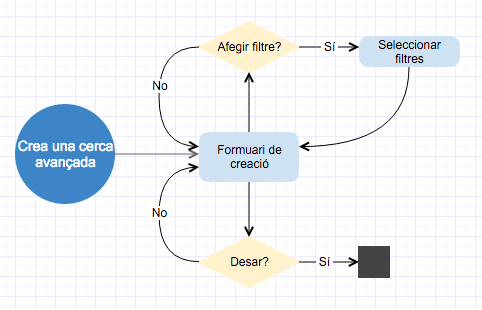 Afegir filtre?
Sí
Seleccionar
filtres
No
Crea una cerca
avançada
Formuari de
creació
No
Desar?
Sí